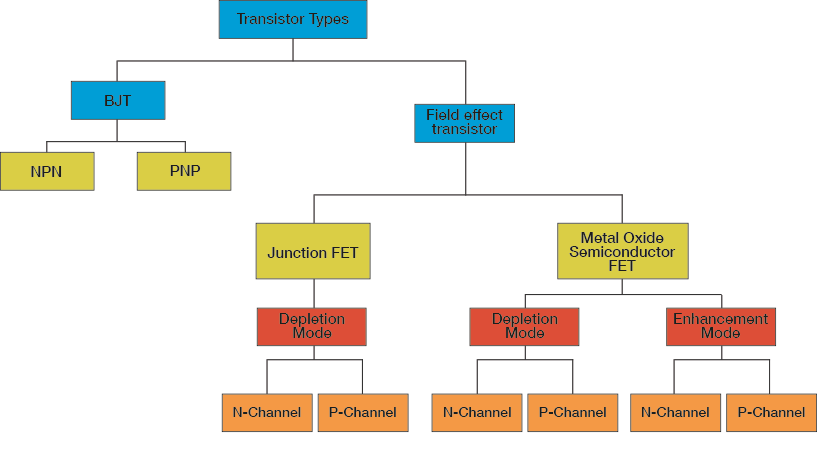 Transistor Types
BJT
Field effect
transistor
NPN
PNP
Junction FET
Metal Oxide
Semiconductor
FET
Depletion
Mode
Depletion
Mode
Enhancement
Mode
N-Channel
P-Channel
N-Channel
P-Channel
N-Channel
P-Channel